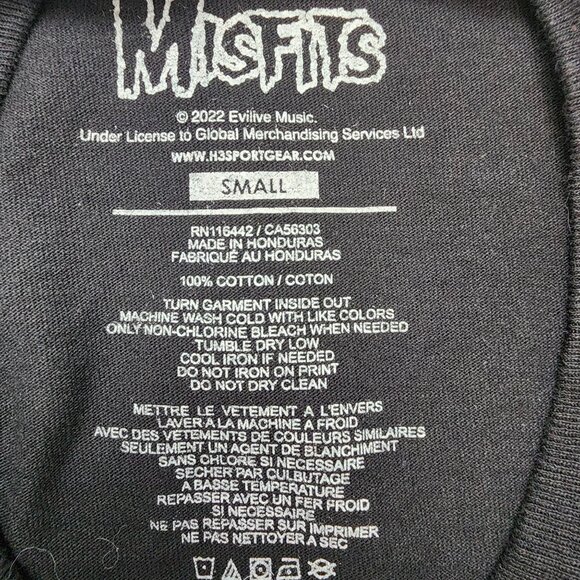 MISFITS
© 2022 Evilive Music.
Under License to Global Merchandising Services Ltd
WWW.H3SPORTGEAR.COM
SMALL
RN116442 / CA56303
MADE IN HONDURAS
FABRIQUÉ AU HONDURAS
100% COTTON / COTON
TURN GARMENT INSIDE OUT
MACHINE WASH COLD WITH LIKE COLORS
ONLY NON-CHLORINE BLEACH WHEN NEEDED
TUMBLE DRY LOW
COOL IRON IF NEEDED
DO NOT IRON ON PRINT
DO NOT DRY CLEAN
METTRE LE VETEMENT A L'ENVERS
LAVER A LA MACHINE A FROID
AVEC DES VETEMENTS DE COULEURS SIMILAIRES
SEULEMENT UN AGENT DE BLANCHIMENT
SANS CHLORE SI NECESSAIRE
SECHER PAR CULBUTAGE
A BASSE TEMPERATURE
REPASSER AVEC UN FER FROID
SI NECESSAIRE
NE PAS REPASSER SUR IMPRIMER
NE PAS NETTOYER A SEC